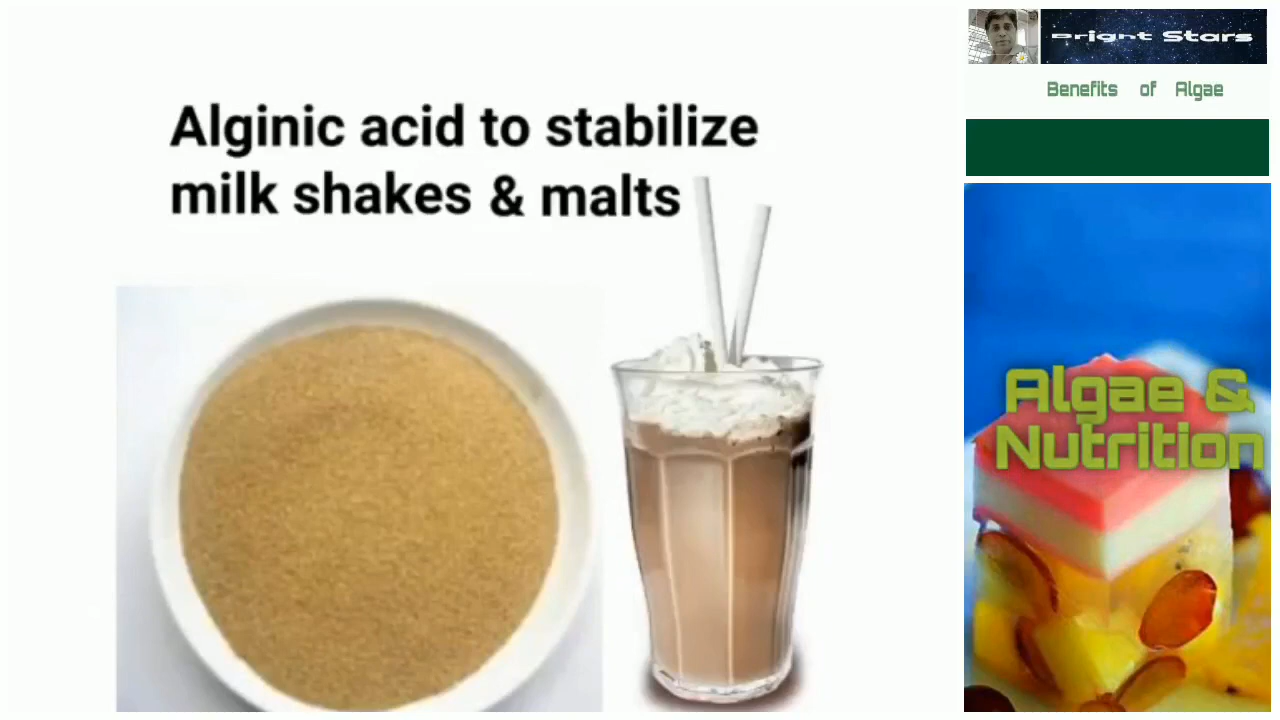 Alginic acid to stabilize
milk shakes & malts
Bright Stars
Benefits of Algae
Algae &
Nutrition